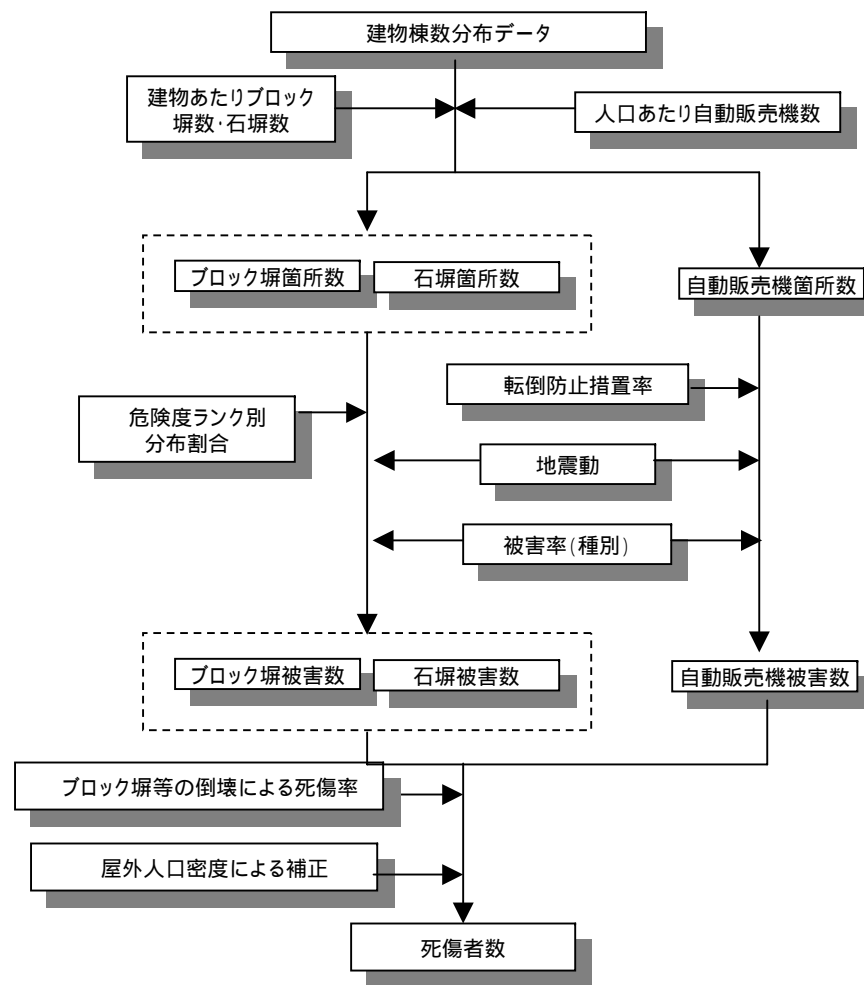 建物棟数分布データ
建物あたりブロック
塀数・石塀数
人口あたり自動販売機数
ブロック塀箇所数
石塀箇所数
自動販売機箇所数
転倒防止措置率
危険度ランク別
分布割合
地震動
被害率(種別)
ブロック塀被害数
石塀被害数
自動販売機被害数
ブロック塀等の倒壊による死傷率
屋外人口密度による補正
死傷者数